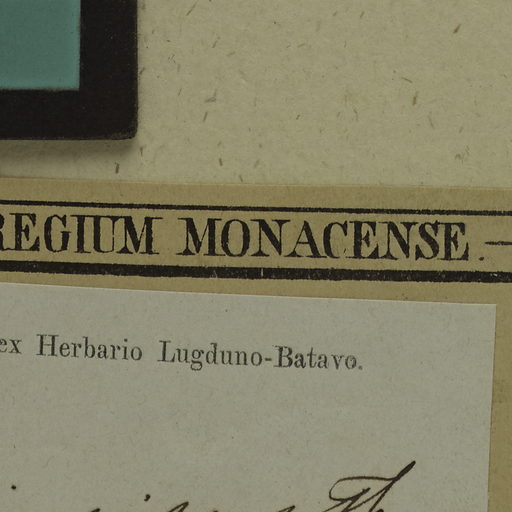 REGIUM MONACENSE.—
ex Herbario Lugduno-Batavo.